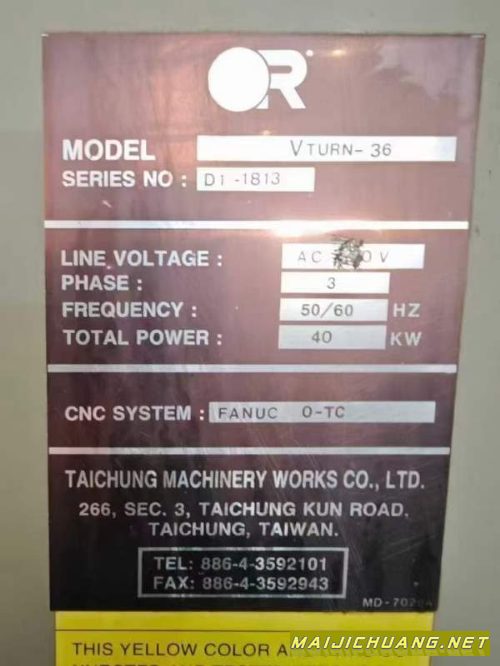 R
MODEL VTURN-36
SERIES NO : D1-1813
LINE VOLTAGE : AC
PHASE : 3
FREQUENCY : 50/60 HZ
TOTAL POWER : 40 KW
CNC SYSTEM : FANUC O-TC
TAICHUNG MACHINERY WORKS CO., LTD.
266, SEC. 3, TAICHUNG KUN ROAD,
TAICHUNG, TAIWAN.
TEL: 886-4-3592101
FAX: 886-4-3592943
THIS YELLOW COLOR
MAIJICHUANG.NET